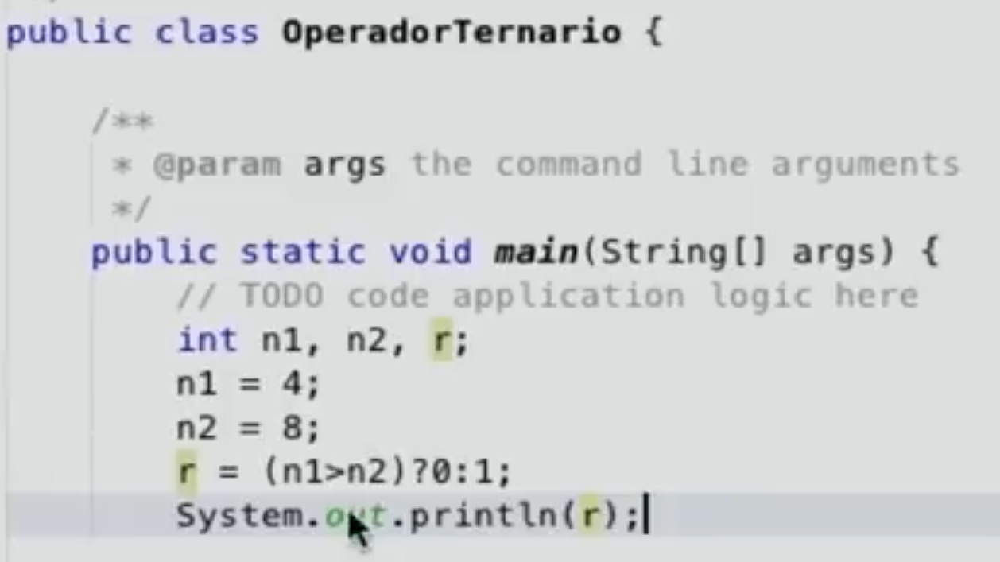 public class OperadorTernario {
/**
* @param args the command line arguments
*/
public static void main(String[] args) {
// TODO code application logic here
int n1, n2, r;
n1 = 4;
n2 = 8;
r = (n1>n2)?0:1;
System.out.println(r);